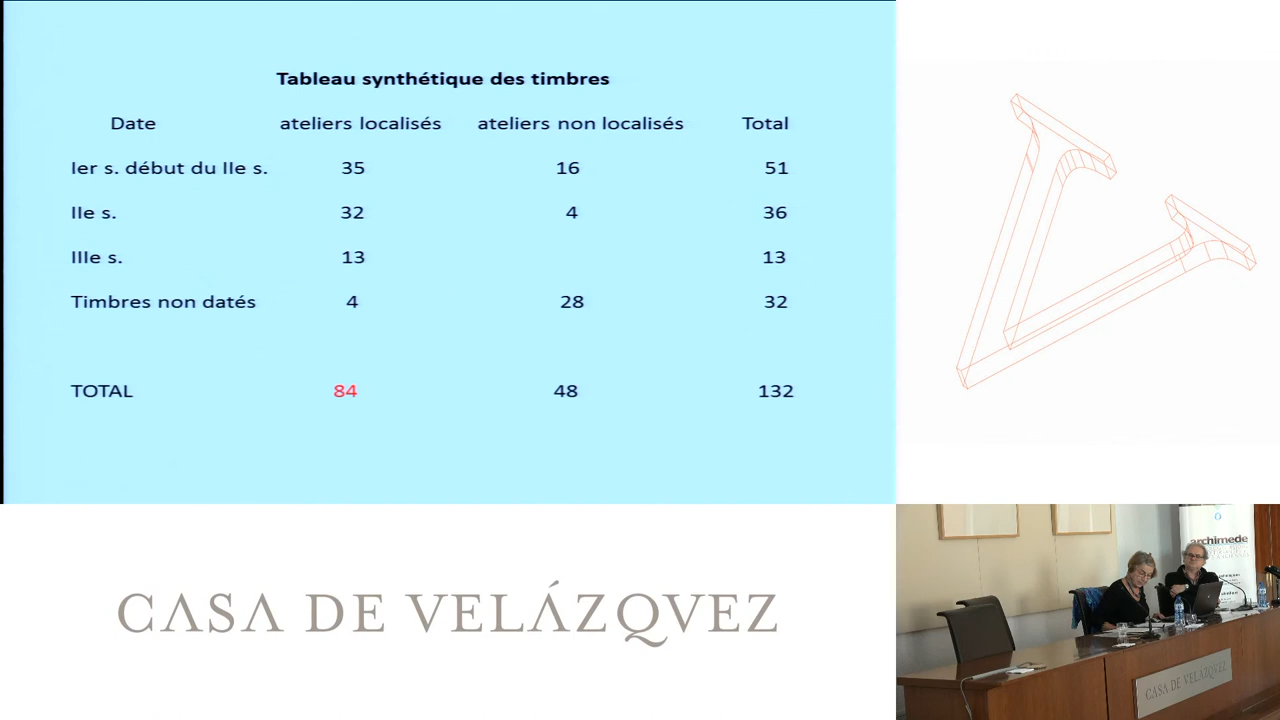 Tableau synthétique des timbres
Date ateliers localisés ateliers non localisés Total
Ier s. début du IIe s. 35 16 51
IIe s. 32 4 36
IIIe s. 13 13
Timbres non datés 4 28 32
TOTAL 84 48 132
CASA DE VELÁZQVEZ
archimede
CASA DE VELÁZQVEZ